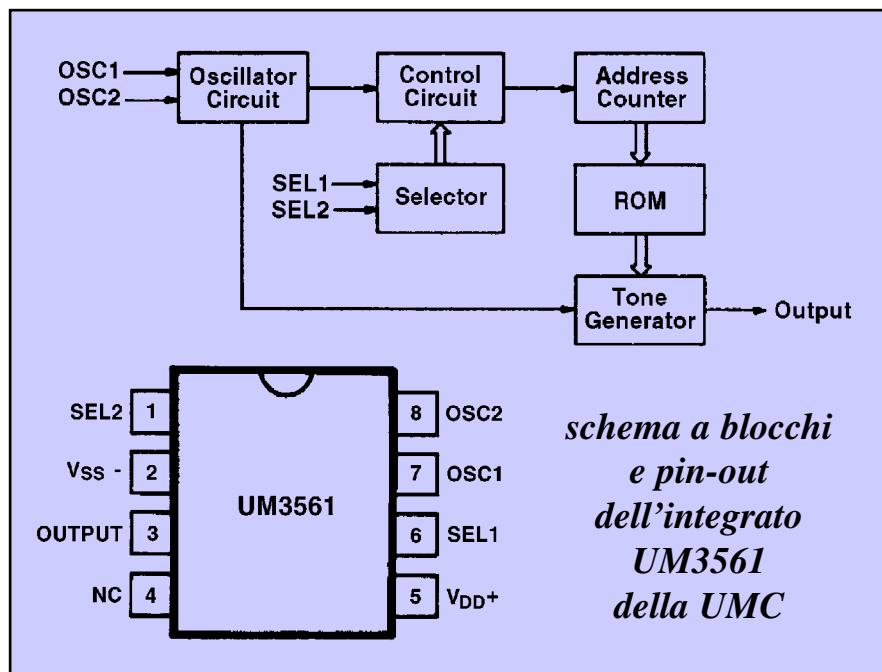 OSC1
OSC2
Oscillator
Circuit
Control
Circuit
Address
Counter
SEL1
SEL2
Selector
ROM
Tone
Generator
Output
SEL2 1
VSS - 2
OUTPUT 3
NC 4
UM3561
8 OSC2
7 OSC1
6 SEL1
5 VDD+
schema a blocchi
e pin-out
dell'integrato
UM3561
della UMC